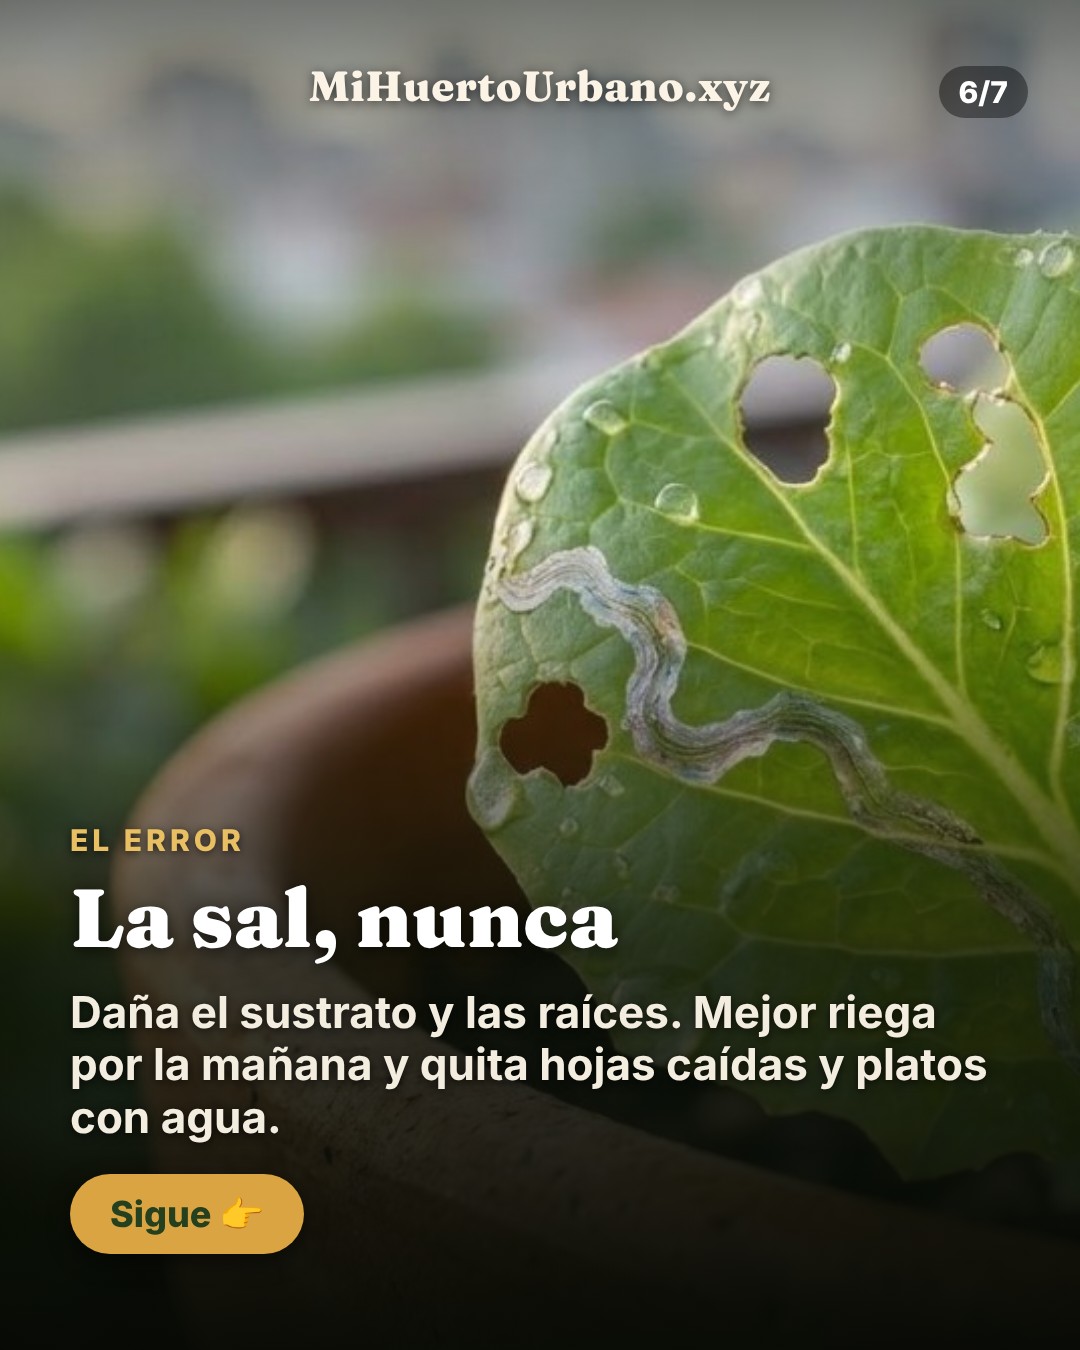 MiHuertoUrbano.xyz
6/7
EL ERROR
La sal, nunca
Daña el sustrato y las raíces. Mejor riega
por la mañana y quita hojas caídas y platos
con agua.
Sigue 👉